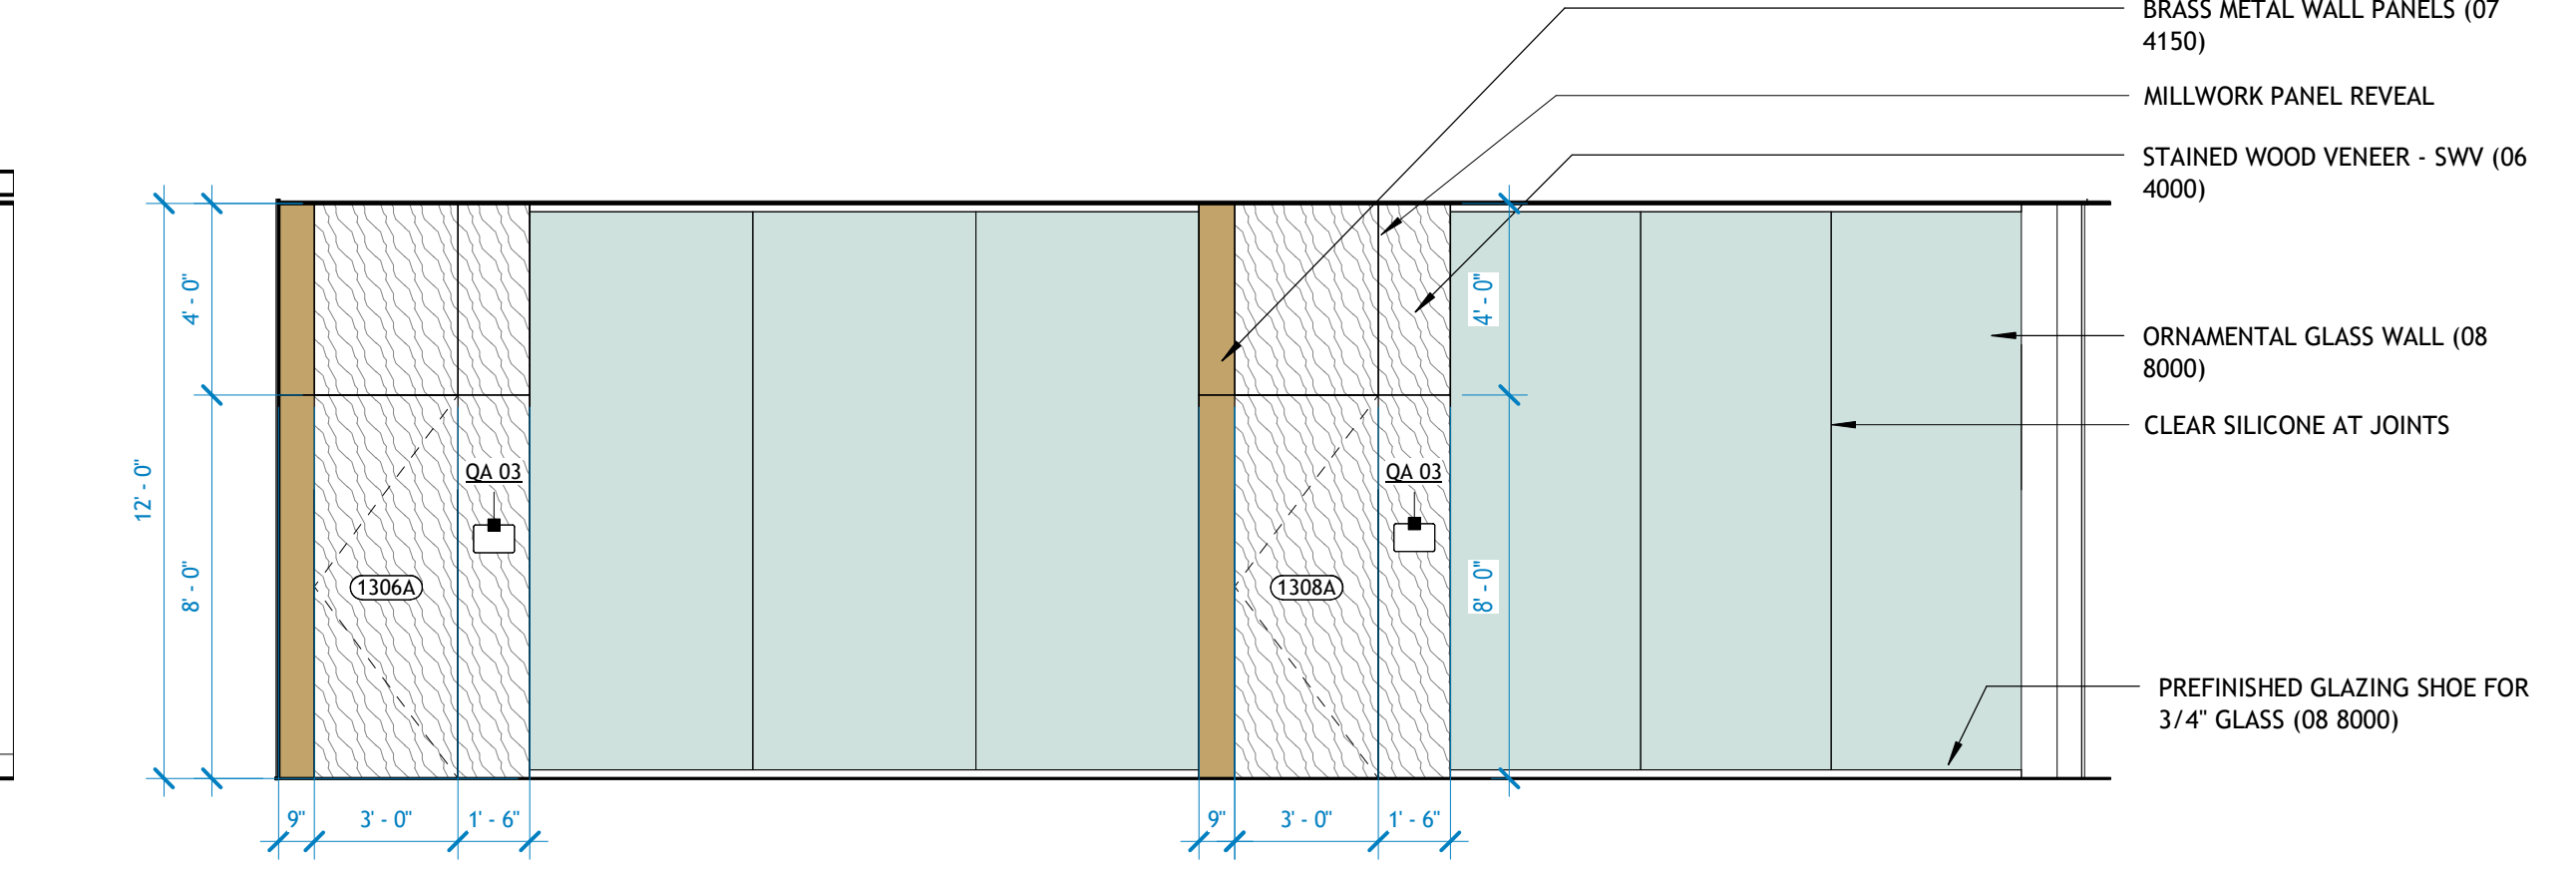 BRASS METAL WALL PANELS (07
4150)
MILLWORK PANEL REVEAL
STAINED WOOD VENEER - SWV (06
4000)
ORNAMENTAL GLASS WALL (08
8000)
CLEAR SILICONE AT JOINTS
PREFINISHED GLAZING SHOE FOR
3/4" GLASS (08 8000)
12' - 0"
4' - 0"
8' - 0"
QA 03
1306A
QA 03
1308A
4' - 0"
8' - 0"
9"
3' - 0"
1' - 6"
9"
3' - 0"
1' - 6"